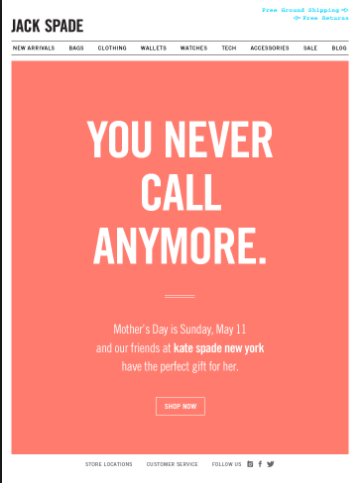 Free Ground Shipping
Free Returns
JACK SPADE
NEW ARRIVALS BAGS CLOTHING WALLETS WATCHES TECH ACCESSORIES SALE BLOG
YOU NEVER
CALL
ANYMORE.
Mother's Day is Sunday, May 11
and our friends at kate spade new york
have the perfect gift for her.
SHOP NOW
STORE LOCATIONS CUSTOMER SERVICE FOLLOW US